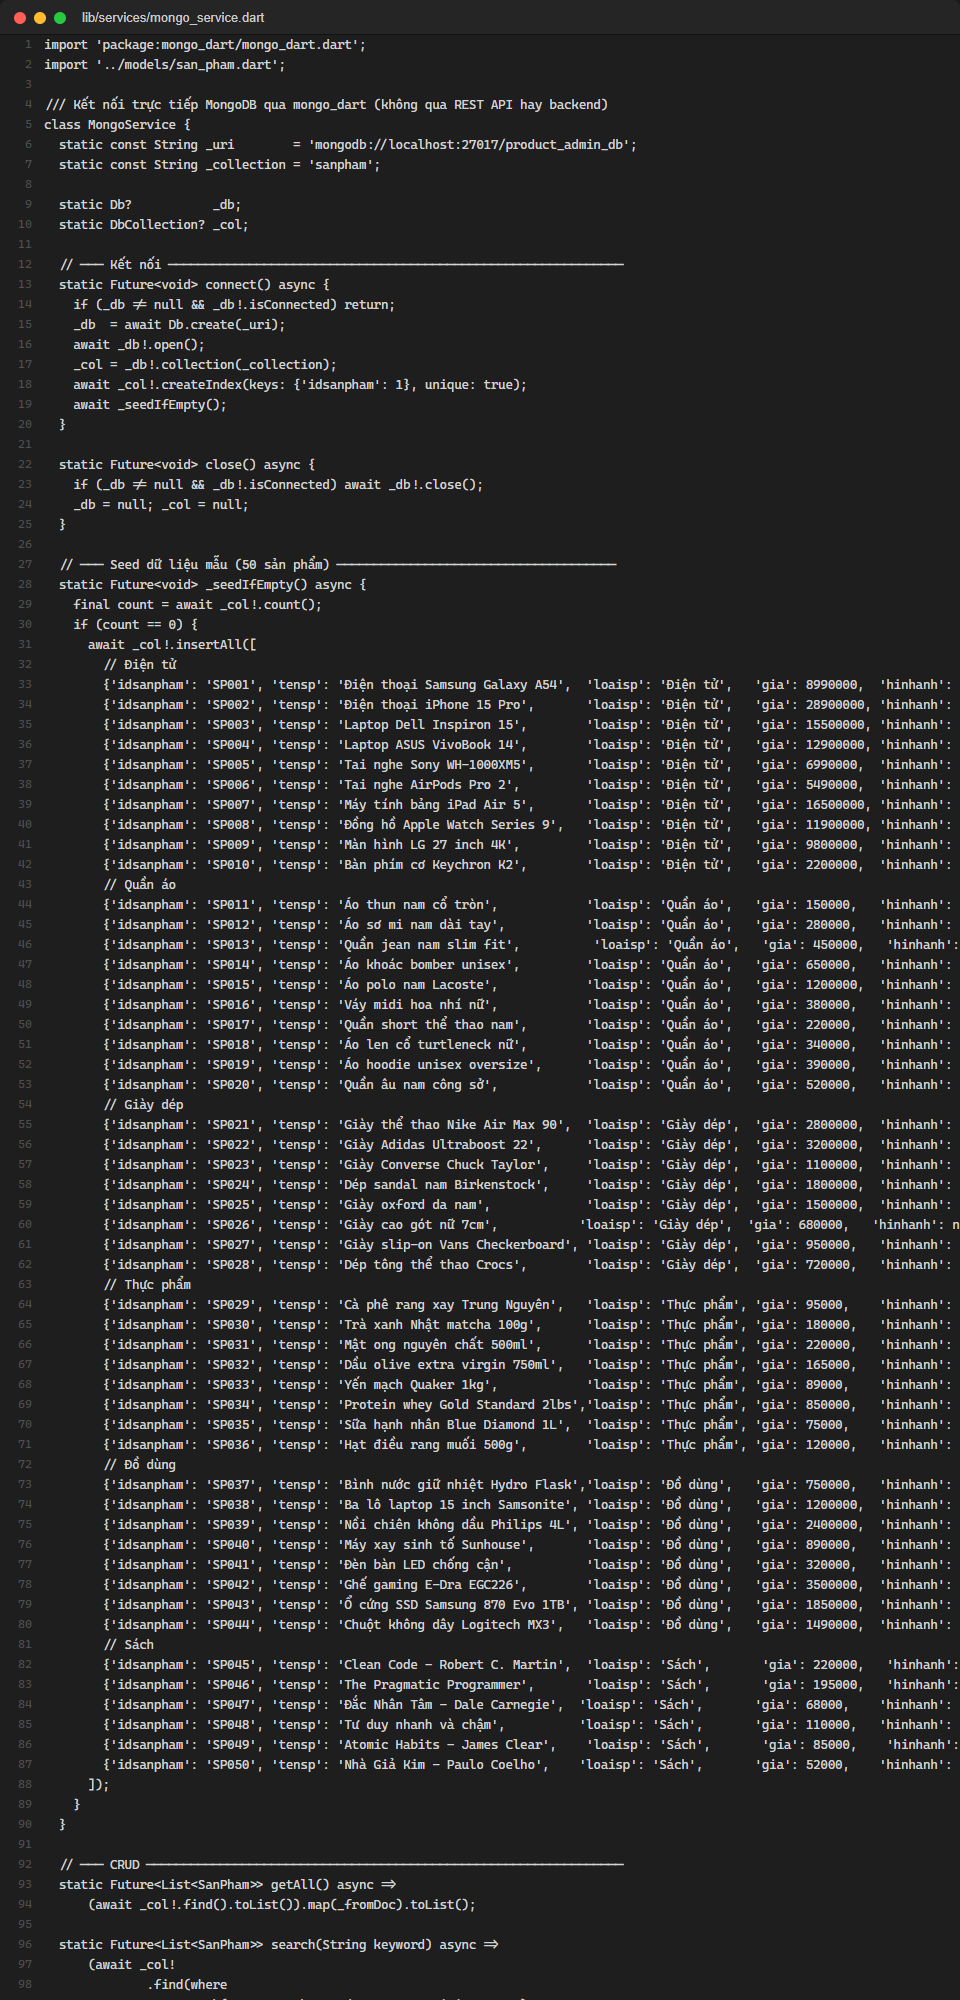 lib/services/mongo_service.dart
1 import 'package:mongo_dart/mongo_dart.dart';
2 import '../models/san_pham.dart';
3
4 /// Kết nối trực tiếp MongoDB qua mongo_dart (không qua REST API hay backend)
5 class MongoService {
6   static const String _uri        = 'mongodb://localhost:27017/product_admin_db';
7   static const String _collection = 'sanpham';
8
9   static Db?           _db;
10   static DbCollection? _col;
11
12   // ─── Kết nối ──────────────────────────────────────────────────────────────
13   static Future<void> connect() async {
14     if (_db != null && _db!.isConnected) return;
15     _db  = await Db.create(_uri);
16     await _db!.open();
17     _col = _db!.collection(_collection);
18     await _col!.createIndex(keys: {'idsanpham': 1}, unique: true);
19     await _seedIfEmpty();
20   }
21
22   static Future<void> close() async {
23     if (_db != null && _db!.isConnected) await _db!.close();
24     _db = null; _col = null;
25   }
26
27   // ─── Seed dữ liệu mẫu (50 sản phẩm) ──────────────────────────────────────
28   static Future<void> _seedIfEmpty() async {
29     final count = await _col!.count();
30     if (count == 0) {
31       await _col!.insertAll([
32         // Điện tử
33         {'idsanpham': 'SP001', 'tensp': 'Điện thoại Samsung Galaxy A54',  'loaisp': 'Điện tử',   'gia': 8990000,  'hinhanh':
34         {'idsanpham': 'SP002', 'tensp': 'Điện thoại iPhone 15 Pro',       'loaisp': 'Điện tử',   'gia': 28900000, 'hinhanh':
35         {'idsanpham': 'SP003', 'tensp': 'Laptop Dell Inspiron 15',        'loaisp': 'Điện tử',   'gia': 15500000, 'hinhanh':
36         {'idsanpham': 'SP004', 'tensp': 'Laptop ASUS VivoBook 14',        'loaisp': 'Điện tử',   'gia': 12900000, 'hinhanh':
37         {'idsanpham': 'SP005', 'tensp': 'Tai nghe Sony WH-1000XM5',       'loaisp': 'Điện tử',   'gia': 6990000,  'hinhanh':
38         {'idsanpham': 'SP006', 'tensp': 'Tai nghe AirPods Pro 2',         'loaisp': 'Điện tử',   'gia': 5490000,  'hinhanh':
39         {'idsanpham': 'SP007', 'tensp': 'Máy tính bảng iPad Air 5',       'loaisp': 'Điện tử',   'gia': 16500000, 'hinhanh':
40         {'idsanpham': 'SP008', 'tensp': 'Đồng hồ Apple Watch Series 9',   'loaisp': 'Điện tử',   'gia': 11900000, 'hinhanh':
41         {'idsanpham': 'SP009', 'tensp': 'Màn hình LG 27 inch 4K',         'loaisp': 'Điện tử',   'gia': 9800000,  'hinhanh':
42         {'idsanpham': 'SP010', 'tensp': 'Bàn phím cơ Keychron K2',        'loaisp': 'Điện tử',   'gia': 2200000,  'hinhanh':
43         // Quần áo
44         {'idsanpham': 'SP011', 'tensp': 'Áo thun nam cổ tròn',            'loaisp': 'Quần áo',   'gia': 150000,   'hinhanh':
45         {'idsanpham': 'SP012', 'tensp': 'Áo sơ mi nam dài tay',           'loaisp': 'Quần áo',   'gia': 280000,   'hinhanh':
46         {'idsanpham': 'SP013', 'tensp': 'Quần jean nam slim fit',          'loaisp': 'Quần áo',   'gia': 450000,   'hinhanh':
47         {'idsanpham': 'SP014', 'tensp': 'Áo khoác bomber unisex',         'loaisp': 'Quần áo',   'gia': 650000,   'hinhanh':
48         {'idsanpham': 'SP015', 'tensp': 'Áo polo nam Lacoste',            'loaisp': 'Quần áo',   'gia': 1200000,  'hinhanh':
49         {'idsanpham': 'SP016', 'tensp': 'Váy midi hoa nhí nữ',            'loaisp': 'Quần áo',   'gia': 380000,   'hinhanh':
50         {'idsanpham': 'SP017', 'tensp': 'Quần short thể thao nam',        'loaisp': 'Quần áo',   'gia': 220000,   'hinhanh':
51         {'idsanpham': 'SP018', 'tensp': 'Áo len cổ turtleneck nữ',        'loaisp': 'Quần áo',   'gia': 340000,   'hinhanh':
52         {'idsanpham': 'SP019', 'tensp': 'Áo hoodie unisex oversize',      'loaisp': 'Quần áo',   'gia': 390000,   'hinhanh':
53         {'idsanpham': 'SP020', 'tensp': 'Quần âu nam công sở',            'loaisp': 'Quần áo',   'gia': 520000,   'hinhanh':
54         // Giày dép
55         {'idsanpham': 'SP021', 'tensp': 'Giày thể thao Nike Air Max 90',  'loaisp': 'Giày dép',  'gia': 2800000,  'hinhanh':
56         {'idsanpham': 'SP022', 'tensp': 'Giày Adidas Ultraboost 22',      'loaisp': 'Giày dép',  'gia': 3200000,  'hinhanh':
57         {'idsanpham': 'SP023', 'tensp': 'Giày Converse Chuck Taylor',     'loaisp': 'Giày dép',  'gia': 1100000,  'hinhanh':
58         {'idsanpham': 'SP024', 'tensp': 'Dép sandal nam Birkenstock',     'loaisp': 'Giày dép',  'gia': 1800000,  'hinhanh':
59         {'idsanpham': 'SP025', 'tensp': 'Giày oxford da nam',             'loaisp': 'Giày dép',  'gia': 1500000,  'hinhanh':
60         {'idsanpham': 'SP026', 'tensp': 'Giày cao gót nữ 7cm',           'loaisp': 'Giày dép',  'gia': 680000,   'hinhanh': n
61         {'idsanpham': 'SP027', 'tensp': 'Giày slip-on Vans Checkerboard', 'loaisp': 'Giày dép',  'gia': 950000,   'hinhanh':
62         {'idsanpham': 'SP028', 'tensp': 'Dép tông thể thao Crocs',        'loaisp': 'Giày dép',  'gia': 720000,   'hinhanh':
63         // Thực phẩm
64         {'idsanpham': 'SP029', 'tensp': 'Cà phê rang xay Trung Nguyên',   'loaisp': 'Thực phẩm', 'gia': 95000,    'hinhanh':
65         {'idsanpham': 'SP030', 'tensp': 'Trà xanh Nhật matcha 100g',      'loaisp': 'Thực phẩm', 'gia': 180000,   'hinhanh':
66         {'idsanpham': 'SP031', 'tensp': 'Mật ong nguyên chất 500ml',      'loaisp': 'Thực phẩm', 'gia': 220000,   'hinhanh':
67         {'idsanpham': 'SP032', 'tensp': 'Dầu olive extra virgin 750ml',   'loaisp': 'Thực phẩm', 'gia': 165000,   'hinhanh':
68         {'idsanpham': 'SP033', 'tensp': 'Yến mạch Quaker 1kg',            'loaisp': 'Thực phẩm', 'gia': 89000,    'hinhanh':
69         {'idsanpham': 'SP034', 'tensp': 'Protein whey Gold Standard 2lbs','loaisp': 'Thực phẩm', 'gia': 850000,   'hinhanh':
70         {'idsanpham': 'SP035', 'tensp': 'Sữa hạnh nhân Blue Diamond 1L',  'loaisp': 'Thực phẩm', 'gia': 75000,    'hinhanh':
71         {'idsanpham': 'SP036', 'tensp': 'Hạt điều rang muối 500g',        'loaisp': 'Thực phẩm', 'gia': 120000,   'hinhanh':
72         // Đồ dùng
73         {'idsanpham': 'SP037', 'tensp': 'Bình nước giữ nhiệt Hydro Flask','loaisp': 'Đồ dùng',   'gia': 750000,   'hinhanh':
74         {'idsanpham': 'SP038', 'tensp': 'Ba lô laptop 15 inch Samsonite', 'loaisp': 'Đồ dùng',   'gia': 1200000,  'hinhanh':
75         {'idsanpham': 'SP039', 'tensp': 'Nồi chiên không dầu Philips 4L', 'loaisp': 'Đồ dùng',   'gia': 2400000,  'hinhanh':
76         {'idsanpham': 'SP040', 'tensp': 'Máy xay sinh tố Sunhouse',       'loaisp': 'Đồ dùng',   'gia': 890000,   'hinhanh':
77         {'idsanpham': 'SP041', 'tensp': 'Đèn bàn LED chống cận',          'loaisp': 'Đồ dùng',   'gia': 320000,   'hinhanh':
78         {'idsanpham': 'SP042', 'tensp': 'Ghế gaming E-Dra EGC226',        'loaisp': 'Đồ dùng',   'gia': 3500000,  'hinhanh':
79         {'idsanpham': 'SP043', 'tensp': 'Ổ cứng SSD Samsung 870 Evo 1TB', 'loaisp': 'Đồ dùng',   'gia': 1850000,  'hinhanh':
80         {'idsanpham': 'SP044', 'tensp': 'Chuột không dây Logitech MX3',   'loaisp': 'Đồ dùng',   'gia': 1490000,  'hinhanh':
81         // Sách
82         {'idsanpham': 'SP045', 'tensp': 'Clean Code - Robert C. Martin',  'loaisp': 'Sách',       'gia': 220000,   'hinhanh':
83         {'idsanpham': 'SP046', 'tensp': 'The Pragmatic Programmer',       'loaisp': 'Sách',       'gia': 195000,   'hinhanh':
84         {'idsanpham': 'SP047', 'tensp': 'Đắc Nhân Tâm - Dale Carnegie',  'loaisp': 'Sách',       'gia': 68000,    'hinhanh':
85         {'idsanpham': 'SP048', 'tensp': 'Tư duy nhanh và chậm',          'loaisp': 'Sách',       'gia': 110000,   'hinhanh':
86         {'idsanpham': 'SP049', 'tensp': 'Atomic Habits - James Clear',    'loaisp': 'Sách',       'gia': 85000,    'hinhanh':
87         {'idsanpham': 'SP050', 'tensp': 'Nhà Giả Kim - Paulo Coelho',    'loaisp': 'Sách',       'gia': 52000,    'hinhanh':
88       ]);
89     }
90   }
91
92   // ─── CRUD ─────────────────────────────────────────────────────────────────
93   static Future<List<SanPham>> getAll() async =>
94       (await _col!.find().toList()).map(_fromDoc).toList();
95
96   static Future<List<SanPham>> search(String keyword) async =>
97       (await _col!
98               .find(where